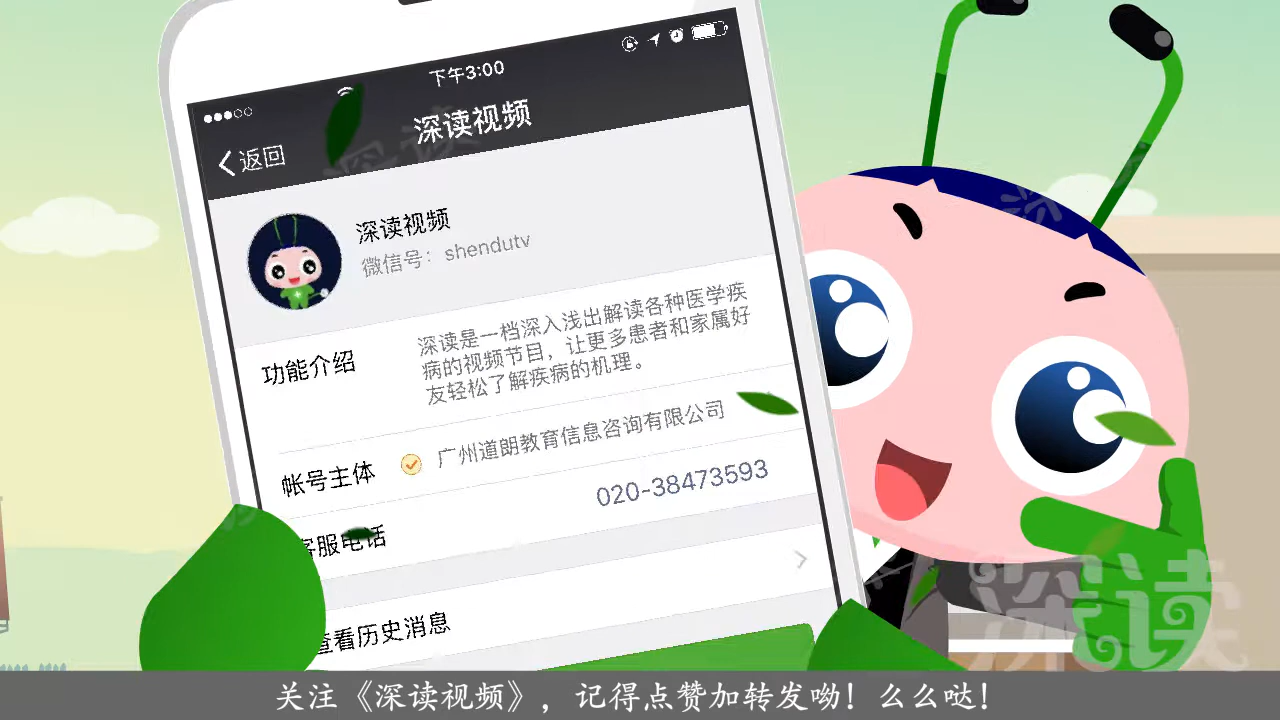 下午3:00
返回
深读视频
深读视频
微信号: shendutv
功能介绍
深读是一档深入浅出解读各种医学疾
病的视频节目，让更多患者和家属好
友轻松了解疾病的机理。
帐号主体
广州道朗教育信息咨询有限公司
客服电话
020-38473593
查看历史消息
深读
关注《深读视频》，记得点赞加转发呦！么么哒！